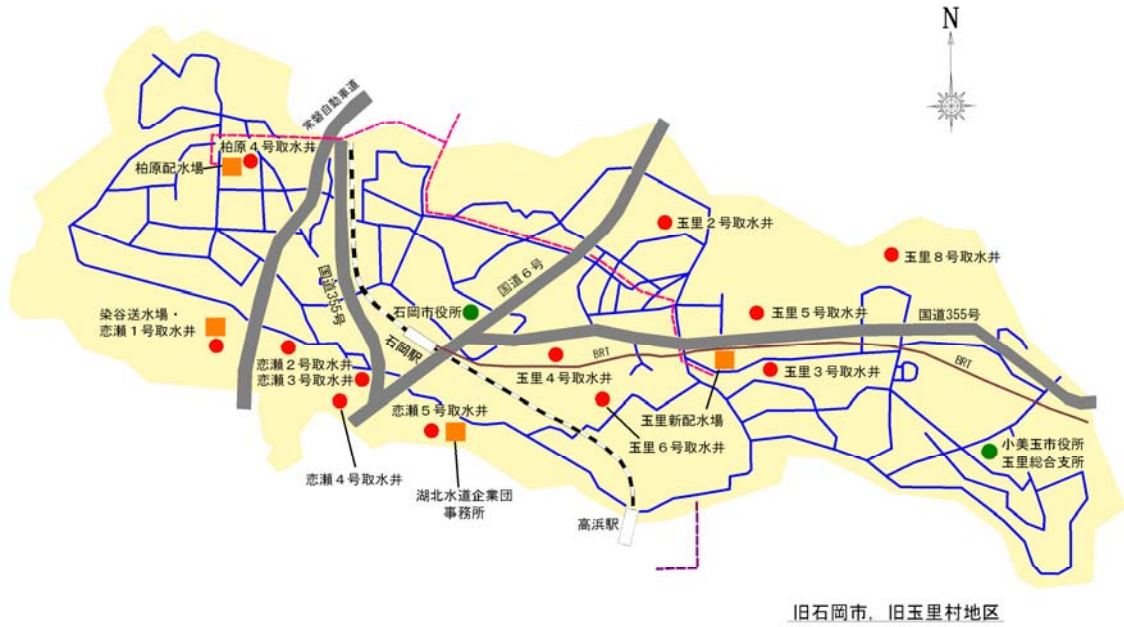 N
常磐自動車道
柏原4号取水井
柏原配水場
玉里2号取水井
国道6号
玉里8号取水井
国道355号
染谷送水場・
恋瀬1号取水井
石岡市役所
玉里5号取水井
国道355号
石岡駅
BRT
BRT
恋瀬2号取水井
恋瀬3号取水井
玉里4号取水井
玉里3号取水井
恋瀬5号取水井
玉里新配水場
玉里6号取水井
小美玉市役所
玉里総合支所
恋瀬4号取水井
湖北水道企業団
事務所
高浜駅
旧石岡市，旧玉里村地区